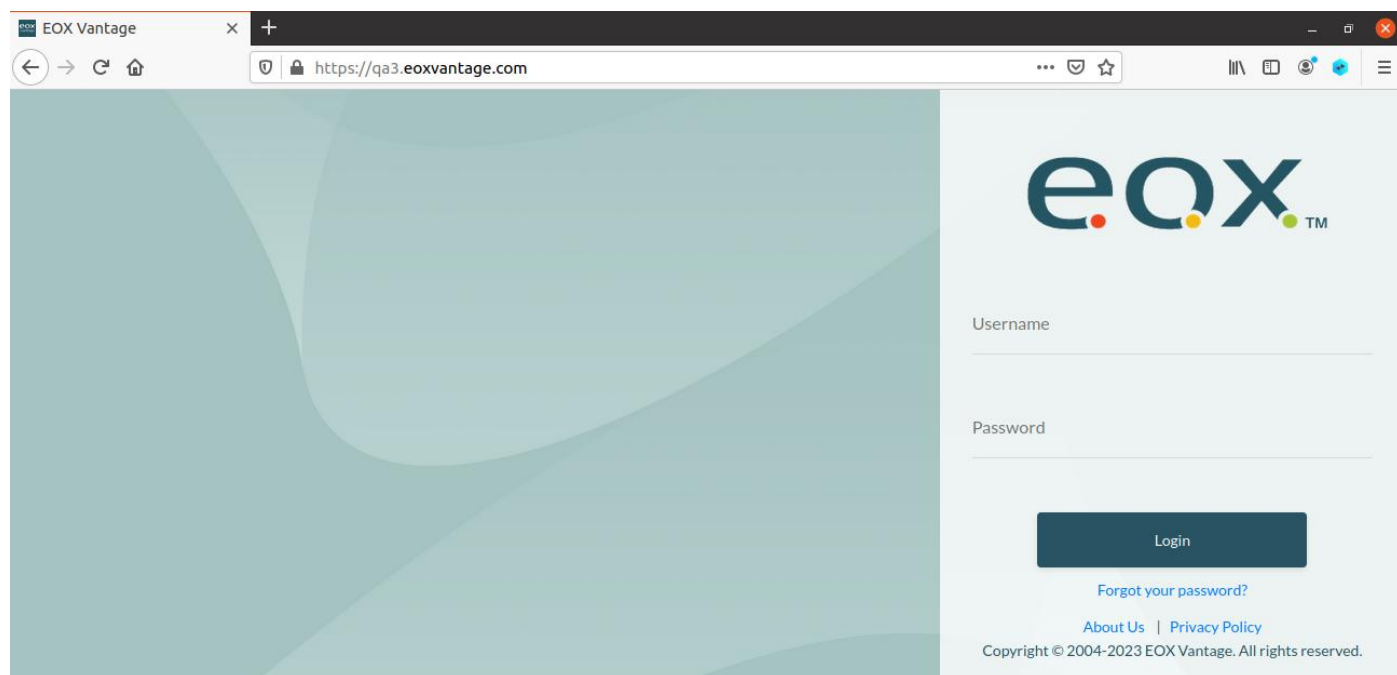 EOX Vantage
https://qa3.eoxvantage.com
eox TM
Username
Password
Login
Forgot your password?
About Us | Privacy Policy
Copyright © 2004-2023 EOX Vantage. All rights reserved.